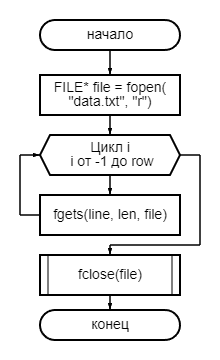 начало
FILE* file = fopen(
"data.txt", "r")
Цикл i
i от -1 до row
fgets(line, len, file)
fclose(file)
конец